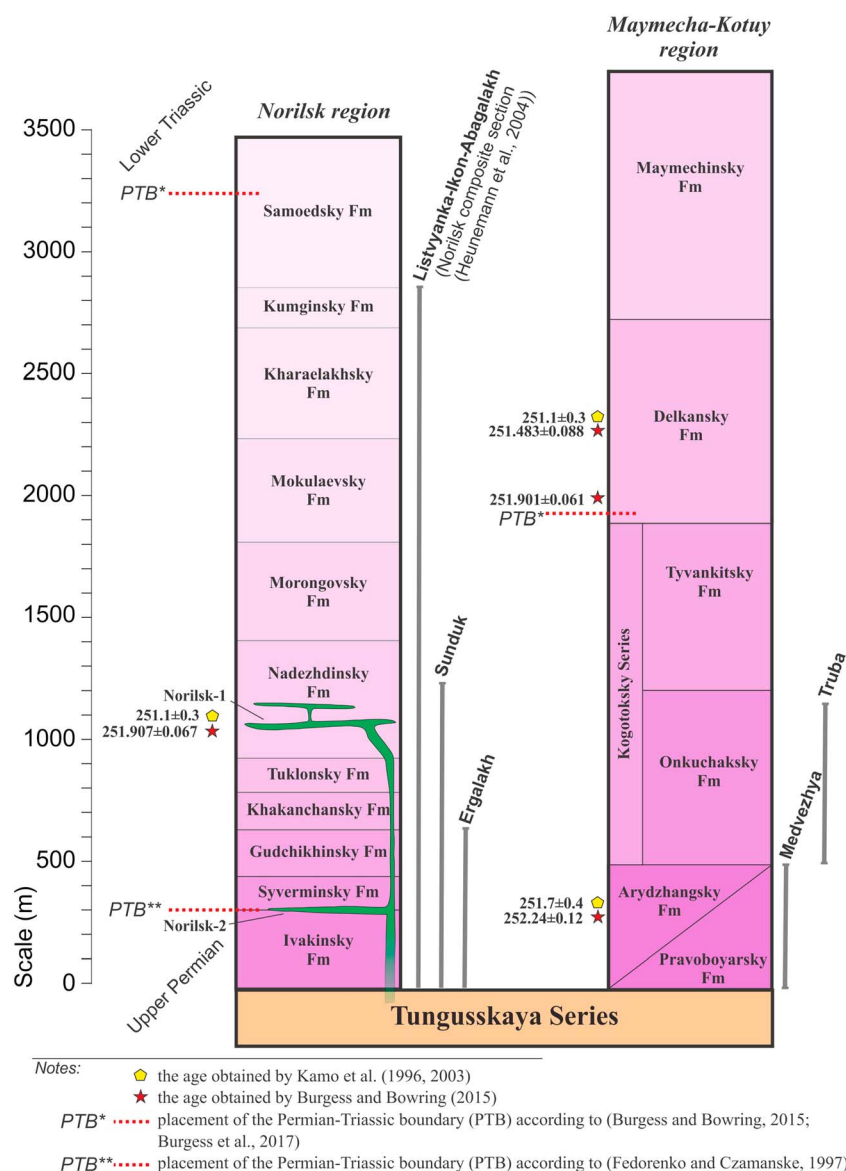 Maymecha-Kotuy
region
Norilsk region
Lower Triassic
Listvyanka-Ikon-Abagalakh
(Norilsk composite section
(Heunemann et al., 2004))
3500
3000
2500
2000
1500
1000
500
0
Scale (m)
PTB*
Samoedsky Fm
Kumginsky Fm
Kharaelakhsky
Fm
Mokulaevsky
Fm
Morongovsky
Fm
Nadezhdinsky
Fm
Norilsk-1
251.1±0.3
251.907±0.067
Tuklonsky Fm
Khakanchansky Fm
Gudchikhinsky Fm
Syverminsky Fm
PTB**
Norilsk-2
Ivakinsky
Fm
Upper Permian
Sunduk
Ergalakh
Maymechinsky
Fm
251.1±0.3
251.483±0.088
Delkansky
Fm
251.901±0.061
PTB*
Kogotoksky Series
Tyvankitsky
Fm
Onkuchaksky
Fm
251.7±0.4
252.24±0.12
Arydzhangsky
Fm
Pravoboyarsky
Fm
Truba
Medvezhya
Tungusskaya Series
Notes:
the age obtained by Kamo et al. (1996, 2003)
the age obtained by Burgess and Bowring (2015)
PTB* placement of the Permian-Triassic boundary (PTB) according to (Burgess and Bowring, 2015;
Burgess et al., 2017)
PTB** placement of the Permian-Triassic boundary (PTB) according to (Fedorenko and Czamanske, 1997)